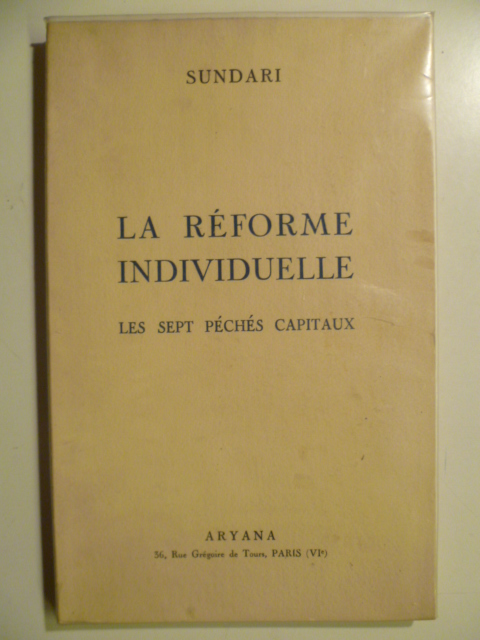 SUNDARI
LA RÉFORME
INDIVIDUELLE
LES SEPT PÉCHÉS CAPITAUX
ARYANA
56, Rue Grégoire de Tours, PARIS (VIe)